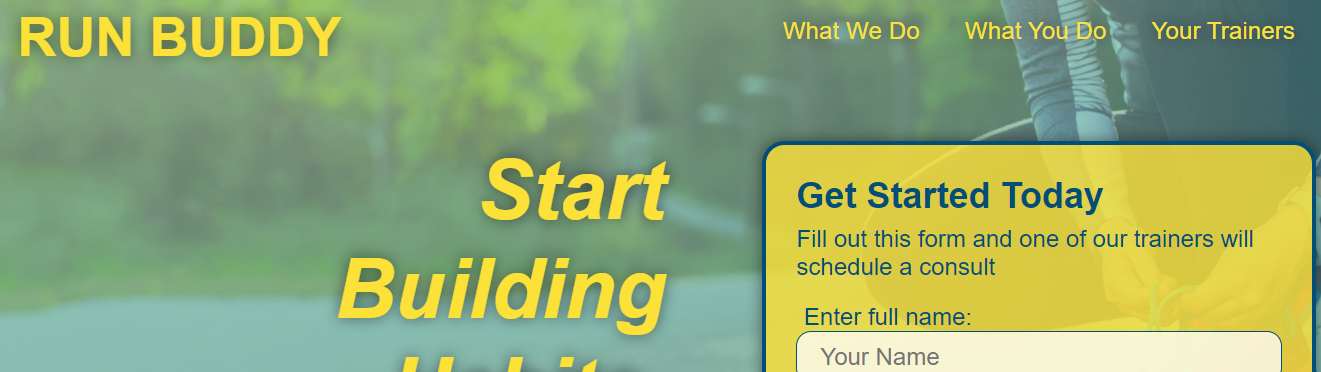 RUN BUDDY
What We Do
What You Do
Your Trainers
Start
Building
Habits
Get Started Today
Fill out this form and one of our trainers will
schedule a consult
Enter full name:
Your Name